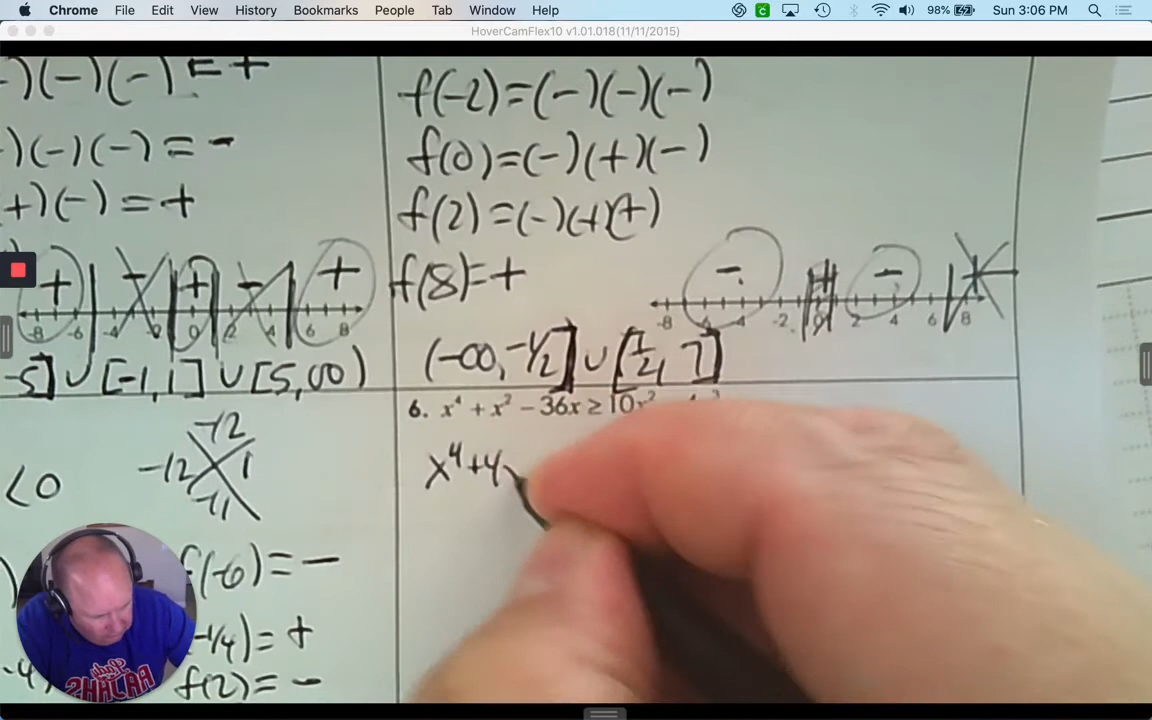 Chrome File Edit View History Bookmarks People Tab Window Help 98% Sun 3:06 PM
HoverCamFlex10 v1.01.018(11/11/2015)
-)(-)(-) = +
)(-)(-) = -
+)(-) = +
+ - + - +
-8 -6 -4 -2 0 2 4 6 8
-5] ∪ [-1, 1] ∪ [5, ∞)
f(-2) = (-)(-)(-)
f(0) = (-)(+)(-)
f(2) = (-)(+)(+)
f(8) = +
- + - +
-8 -6 -4 -2 0 2 4 6 8
(-∞, -1/2] ∪ [1/2, 7]
< 0
-12
-12 1
-11
f(-6) = -
-1/4) = +
f(2) = -
6. x⁴ + x² - 36x ≥ 10x²
x⁴ + 4